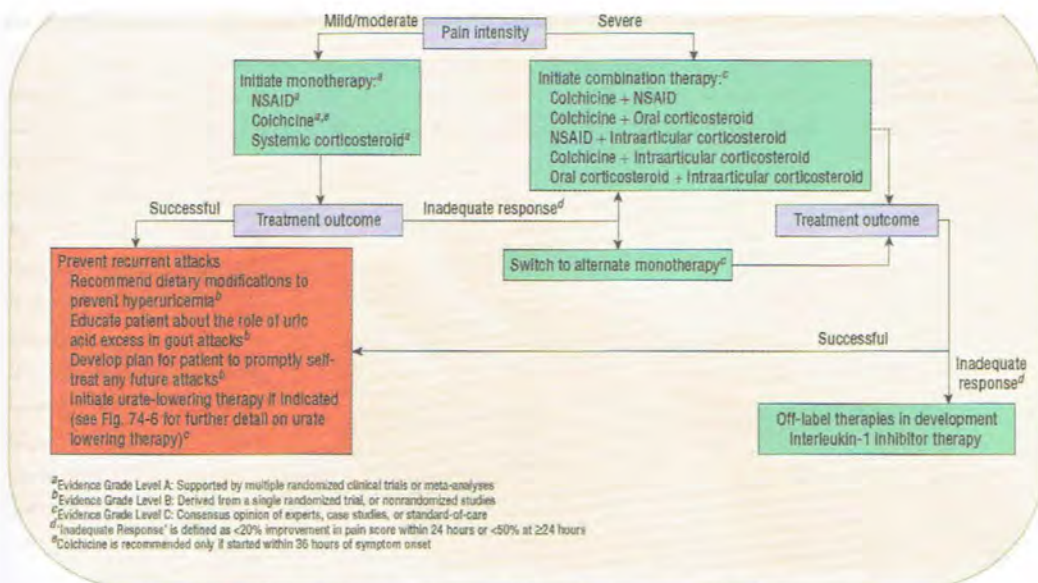 Mild/moderate
Pain intensity
Severe
Initiate monotherapy:a
NSAIDa
Colchcinea,e
Systemic corticosteroida
Initiate combination therapy:c
Colchicine + NSAID
Colchicine + Oral corticosteroid
NSAID + Intraarticular corticosteroid
Colchicine + Intraarticular corticosteroid
Oral corticosteroid + Intraarticular corticosteroid
Successful
Treatment outcome
Inadequate responsed
Treatment outcome
Switch to alternate monotherapyc
Prevent recurrent attacks
Recommend dietary modifications to
prevent hyperuricemiab
Educate patient about the role of uric
acid excess in gout attacksb
Develop plan for patient to promptly self-
treat any future attacksb
Initiate urate-lowering therapy if indicated
(see Fig. 74-6 for further detail on urate
lowering therapy)c
Successful
Inadequate
responsed
Off-label therapies in development
Interleukin-1 inhibitor therapy
aEvidence Grade Level A: Supported by multiple randomized clinical trials or meta-analyses
bEvidence Grade Level B: Derived from a single randomized trial, or nonrandomized studies
cEvidence Grade Level C: Consensus opinion of experts, case studies, or standard-of-care
d'Inadequate Response' is defined as <20% improvement in pain score within 24 hours or <50% at ≥24 hours
eColchicine is recommended only if started within 36 hours of symptom onset